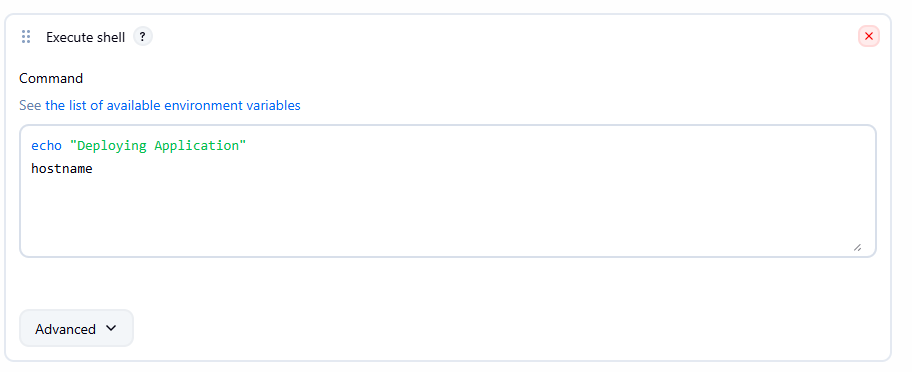 Execute shell ?
Command
See the list of available environment variables
echo "Deploying Application"
hostname
Advanced